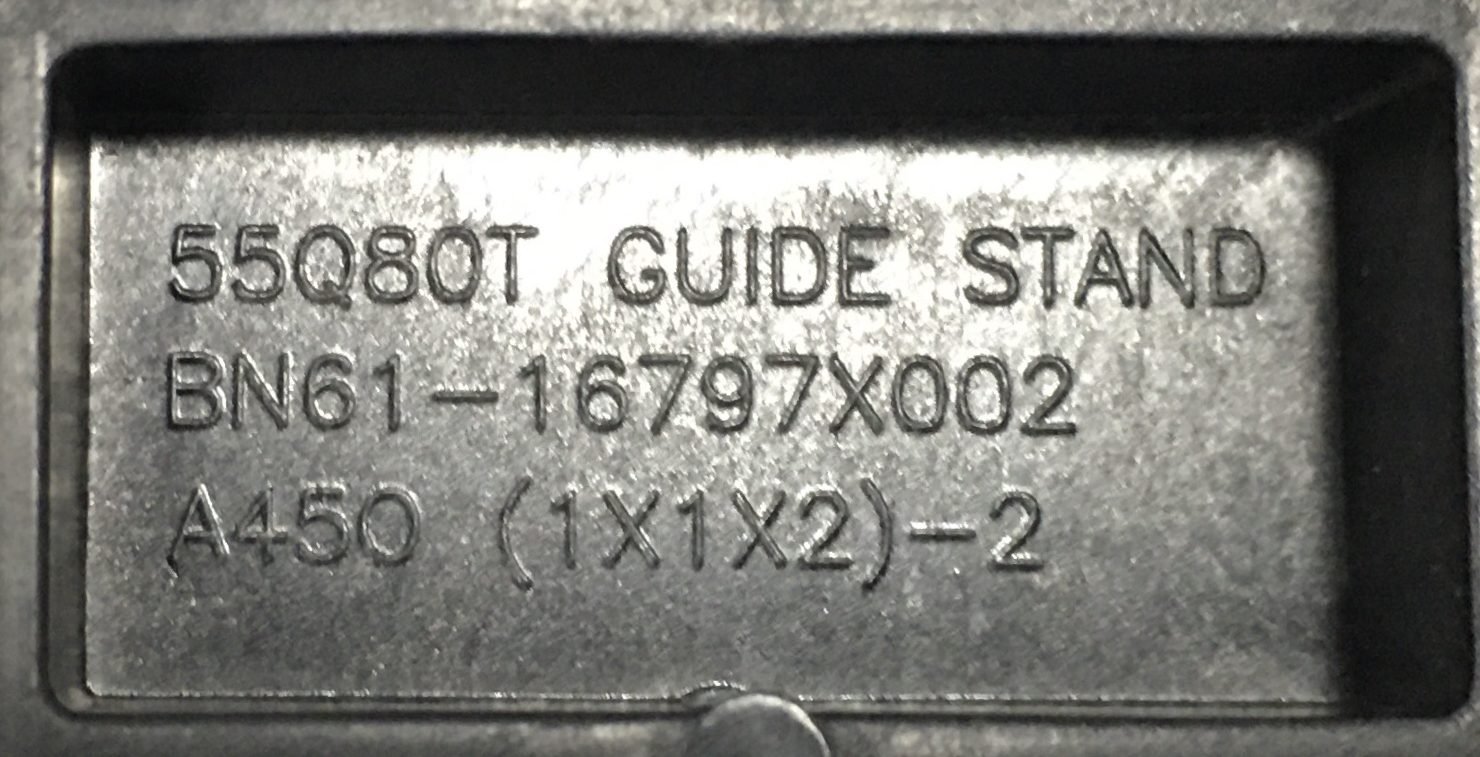 55Q80T GUIDE STAND
BN61-16797X002
A450 (1X1X2)-2